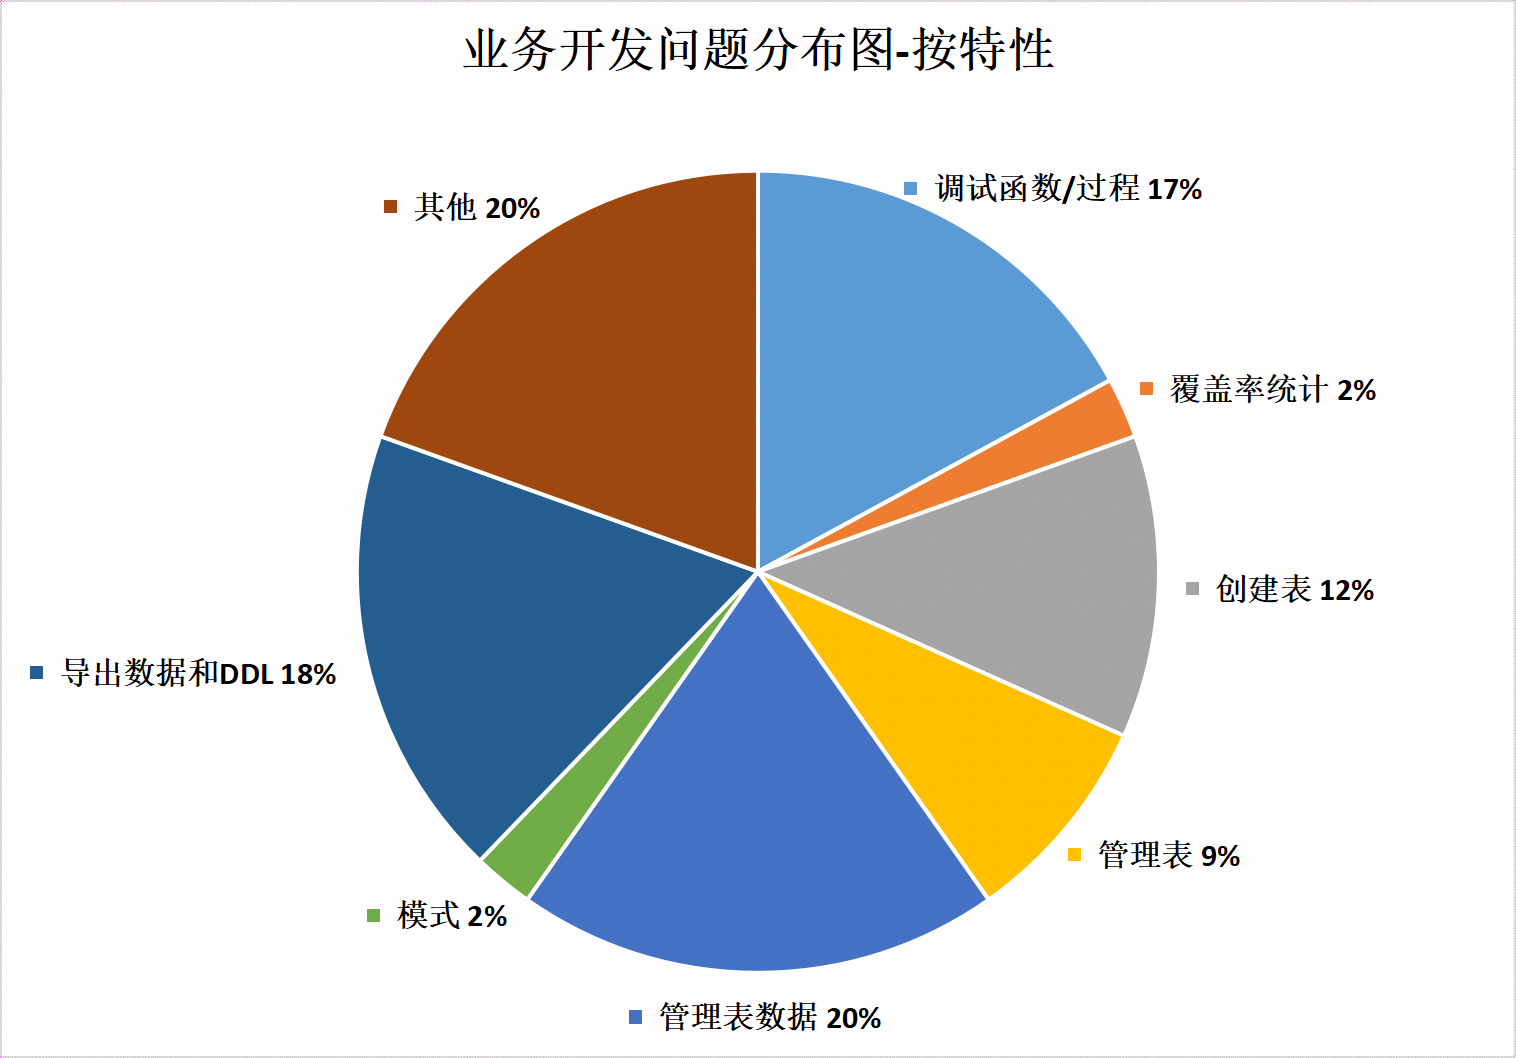 业务开发问题分布图-按特性
调试函数/过程 17%
其他 20%
覆盖率统计 2%
创建表 12%
导出数据和DDL 18%
管理表 9%
模式 2%
管理表数据 20%